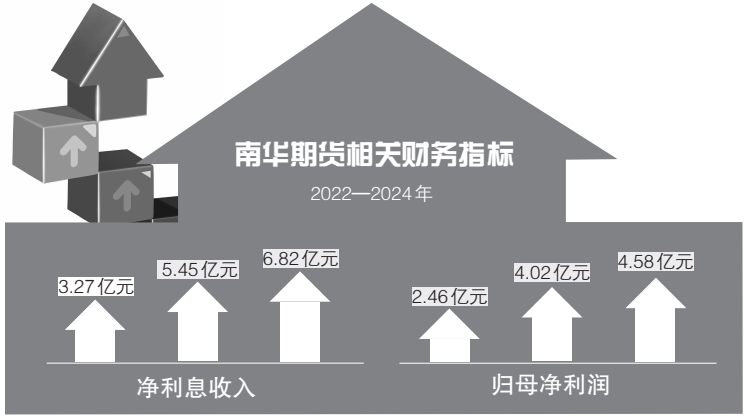 南华期货相关财务指标
2022—2024年
3.27亿元
5.45亿元
6.82亿元
2.46亿元
4.02亿元
4.58亿元
净利息收入
归母净利润